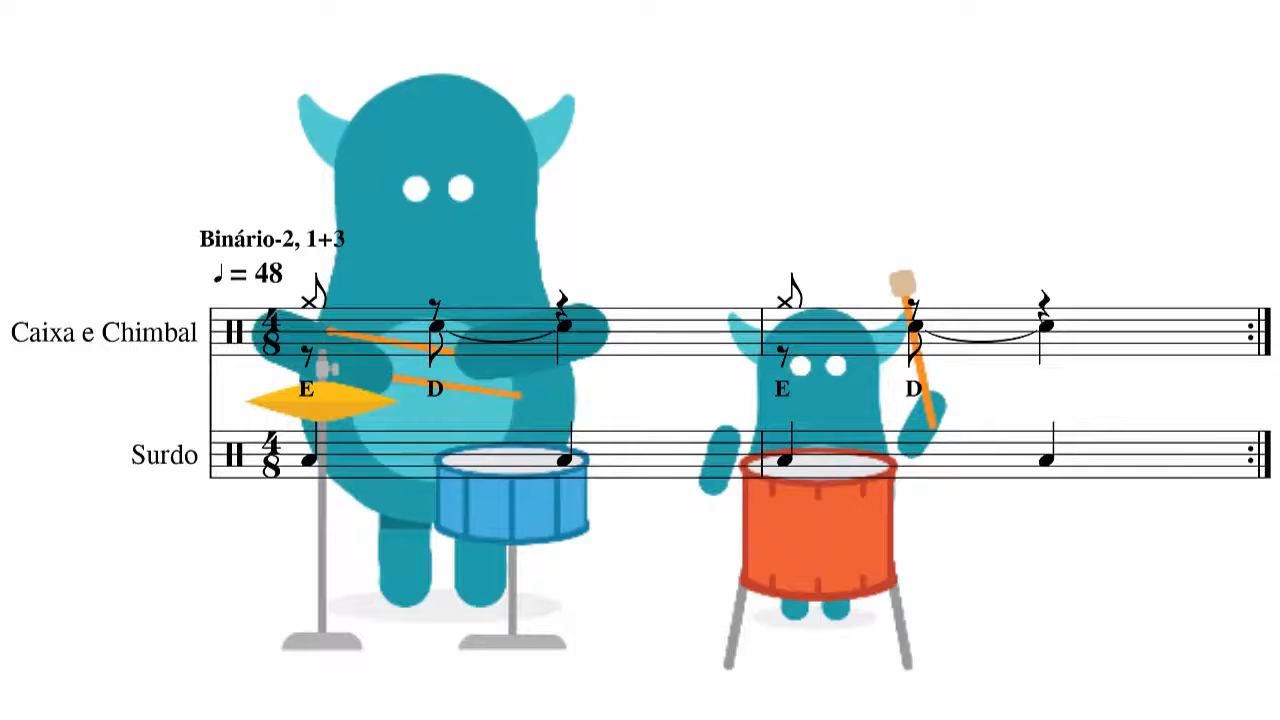 Binário-2, 1+3
♩ = 48
Caixa e Chimbal 4/8
E D E D
Surdo 4/8